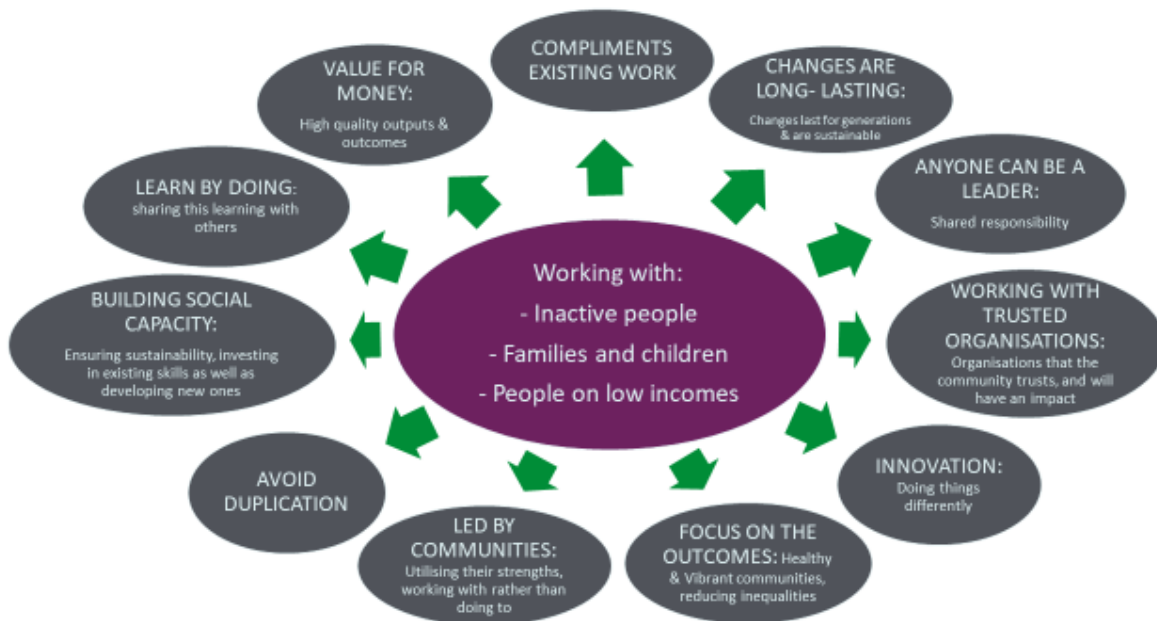 COMPLIMENTS
EXISTING WORK
CHANGES ARE
LONG- LASTING:
Changes last for generations
& are sustainable
ANYONE CAN BE A
LEADER:
Shared responsibility
WORKING WITH
TRUSTED
ORGANISATIONS:
Organisations that the
community trusts, and will
have an impact
INNOVATION:
Doing things
differently
FOCUS ON THE
OUTCOMES: Healthy
& Vibrant communities,
reducing inequalities
LED BY
COMMUNITIES:
Utilising their strengths,
working with rather than
doing to
AVOID
DUPLICATION
BUILDING SOCIAL
CAPACITY:
Ensuring sustainability, investing
in existing skills as well as
developing new ones
LEARN BY DOING:
sharing this learning with
others
VALUE FOR
MONEY:
High quality outputs &
outcomes
Working with:
- Inactive people
- Families and children
- People on low incomes